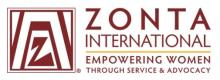 ZONTA
INTERNATIONAL
EMPOWERING WOMEN
THROUGH SERVICE & ADVOCACY
®